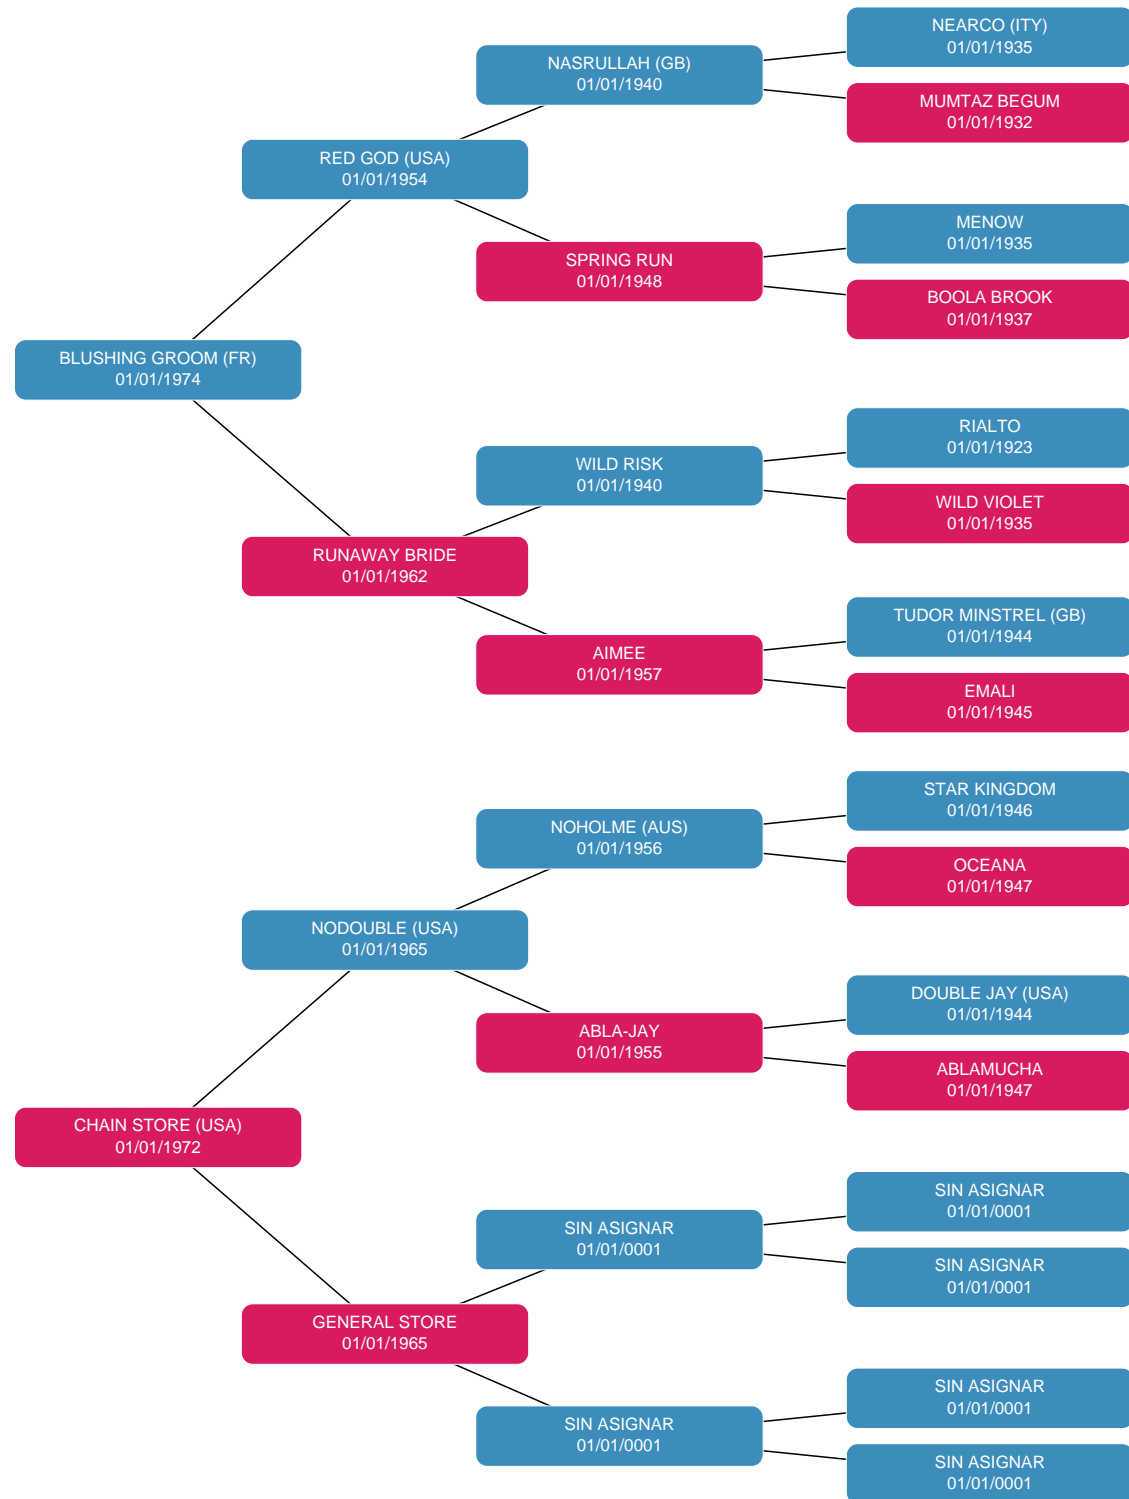 NEARCO (ITY)
01/01/1935
NASRULLAH (GB)
01/01/1940
MUMTAZ BEGUM
01/01/1932
RED GOD (USA)
01/01/1954
MENOW
01/01/1935
SPRING RUN
01/01/1948
BOOLA BROOK
01/01/1937
BLUSHING GROOM (FR)
01/01/1974
RIALTO
01/01/1923
WILD RISK
01/01/1940
WILD VIOLET
01/01/1935
RUNAWAY BRIDE
01/01/1962
TUDOR MINSTREL (GB)
01/01/1944
AIMEE
01/01/1957
EMALI
01/01/1945
STAR KINGDOM
01/01/1946
NOHOLME (AUS)
01/01/1956
OCEANA
01/01/1947
NODOUBLE (USA)
01/01/1965
DOUBLE JAY (USA)
01/01/1944
ABLA-JAY
01/01/1955
ABLAMUCHA
01/01/1947
CHAIN STORE (USA)
01/01/1972
SIN ASIGNAR
01/01/0001
SIN ASIGNAR
01/01/0001
SIN ASIGNAR
01/01/0001
GENERAL STORE
01/01/1965
SIN ASIGNAR
01/01/0001
SIN ASIGNAR
01/01/0001
SIN ASIGNAR
01/01/0001